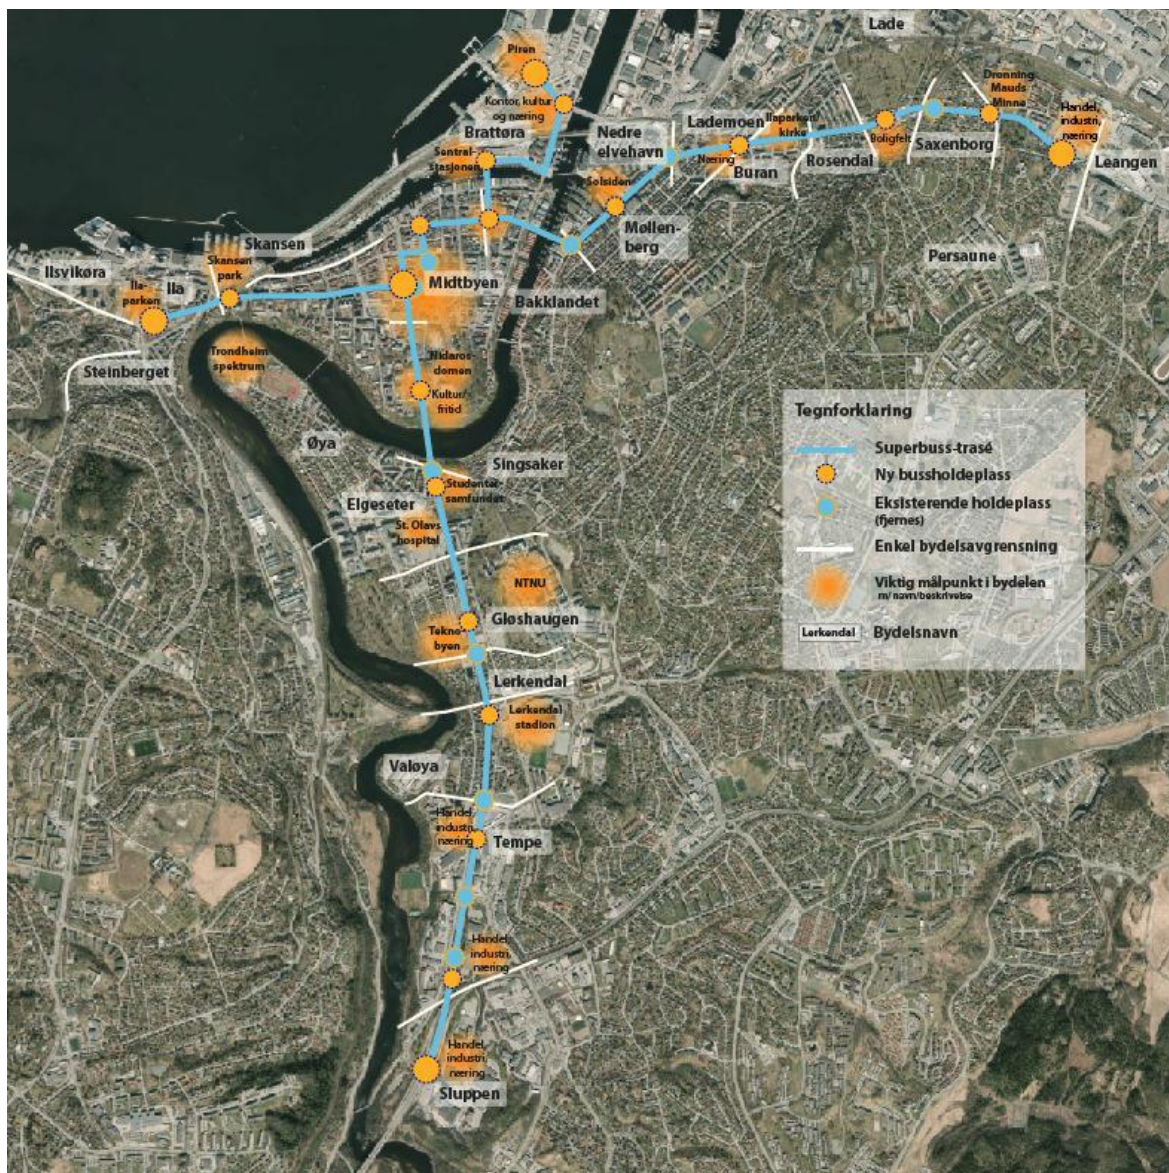 Lade
Piren
Dronning
Mauds
Minne
Kontor, kultur
og næring
Handel,
industri,
næring
Brattøra
Nedre
elvehavn
Lademoen
Ilaparken/
kirke
Boligfelt
Saxenborg
Sentral-
stasjonen
Næring
Buran
Rosendal
Leangen
Solsiden
Møllen-
berg
Skansen
Persaune
Ilsvikøra
Skansen
park
Ila
Ila-
parken
Midtbyen
Bakklandet
Trondheim
spektrum
Nidaros-
domen
Steinberget
Kultur/
fritid
Øya
Singsaker
Studenter-
samfundet
Elgeseter
St. Olavs
hospital
NTNU
Gløshaugen
Tekno-
byen
Lerkendal
Lerkendal
stadion
Valøya
Handel,
industri,
næring
Tempe
Handel,
industri,
næring
Handel,
industri,
næring
Sluppen
Tegnforklaring
Superbuss-trasé
Ny bussholdeplass
Eksisterende holdeplass
(fjernes)
Enkel bydelsavgrensning
Viktig målpunkt i bydelen
m/navn/beskrivelse
Lerkendal
Bydelsnavn